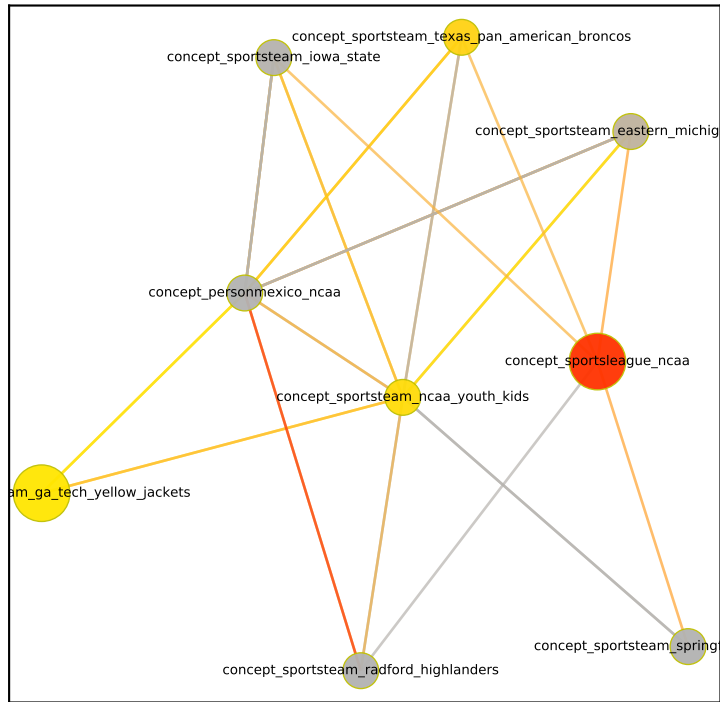 concept_sportsteam_texas_pan_american_broncos
concept_sportsteam_iowa_state
concept_sportsteam_eastern_michig
concept_personmexico_ncaa
concept_sportsleague_ncaa
concept_sportsteam_ncaa_youth_kids
am_ga_tech_yellow_jackets
concept_sportsteam_springf
concept_sportsteam_radford_highlanders